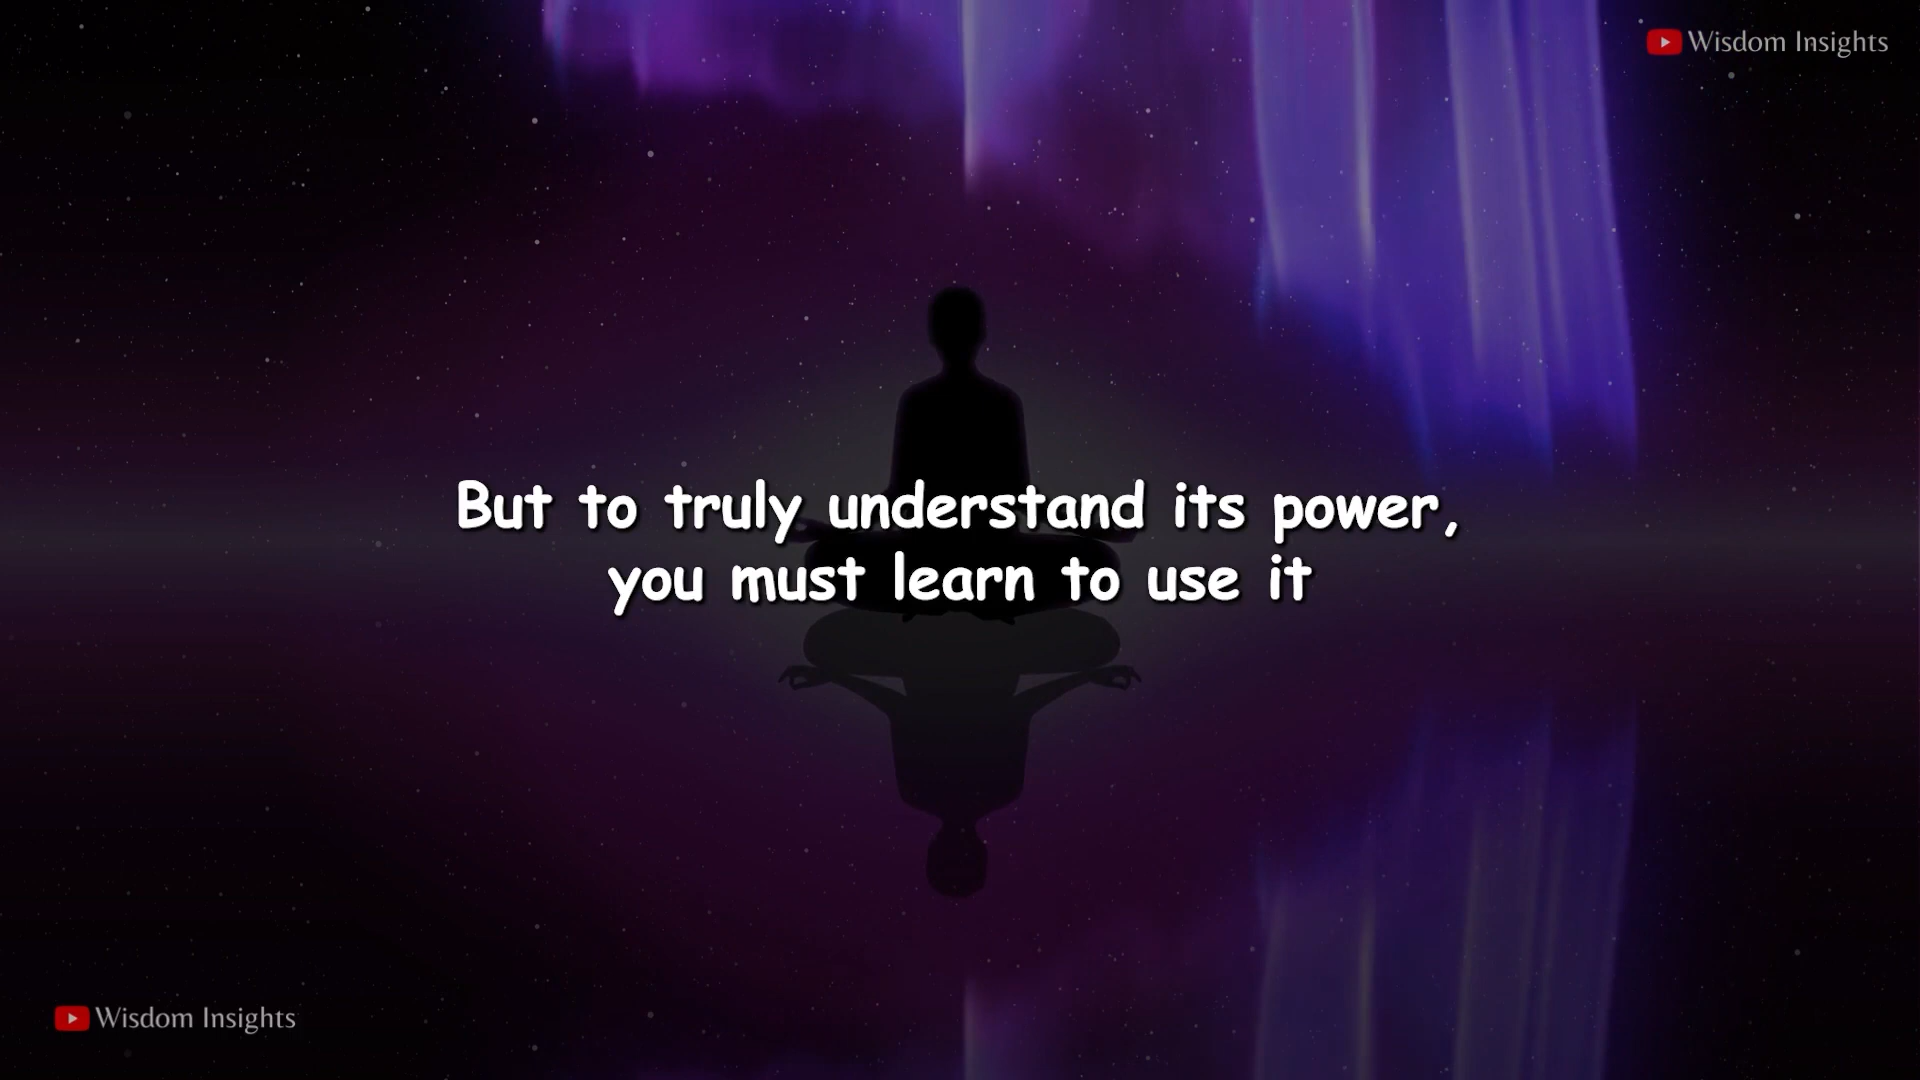 Wisdom Insights
But to truly understand its power,
you must learn to use it
Wisdom Insights